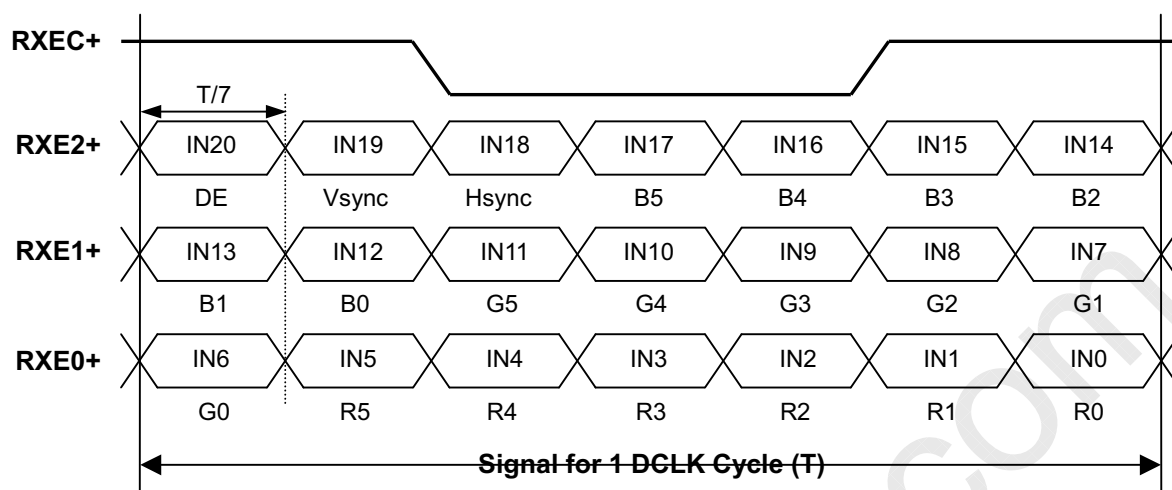 RXEC+
T/7
RXE2+ IN20 IN19 IN18 IN17 IN16 IN15 IN14
DE Vsync Hsync B5 B4 B3 B2
RXE1+ IN13 IN12 IN11 IN10 IN9 IN8 IN7
B1 B0 G5 G4 G3 G2 G1
RXE0+ IN6 IN5 IN4 IN3 IN2 IN1 IN0
G0 R5 R4 R3 R2 R1 R0
Signal for 1 DCLK Cycle (T)
com